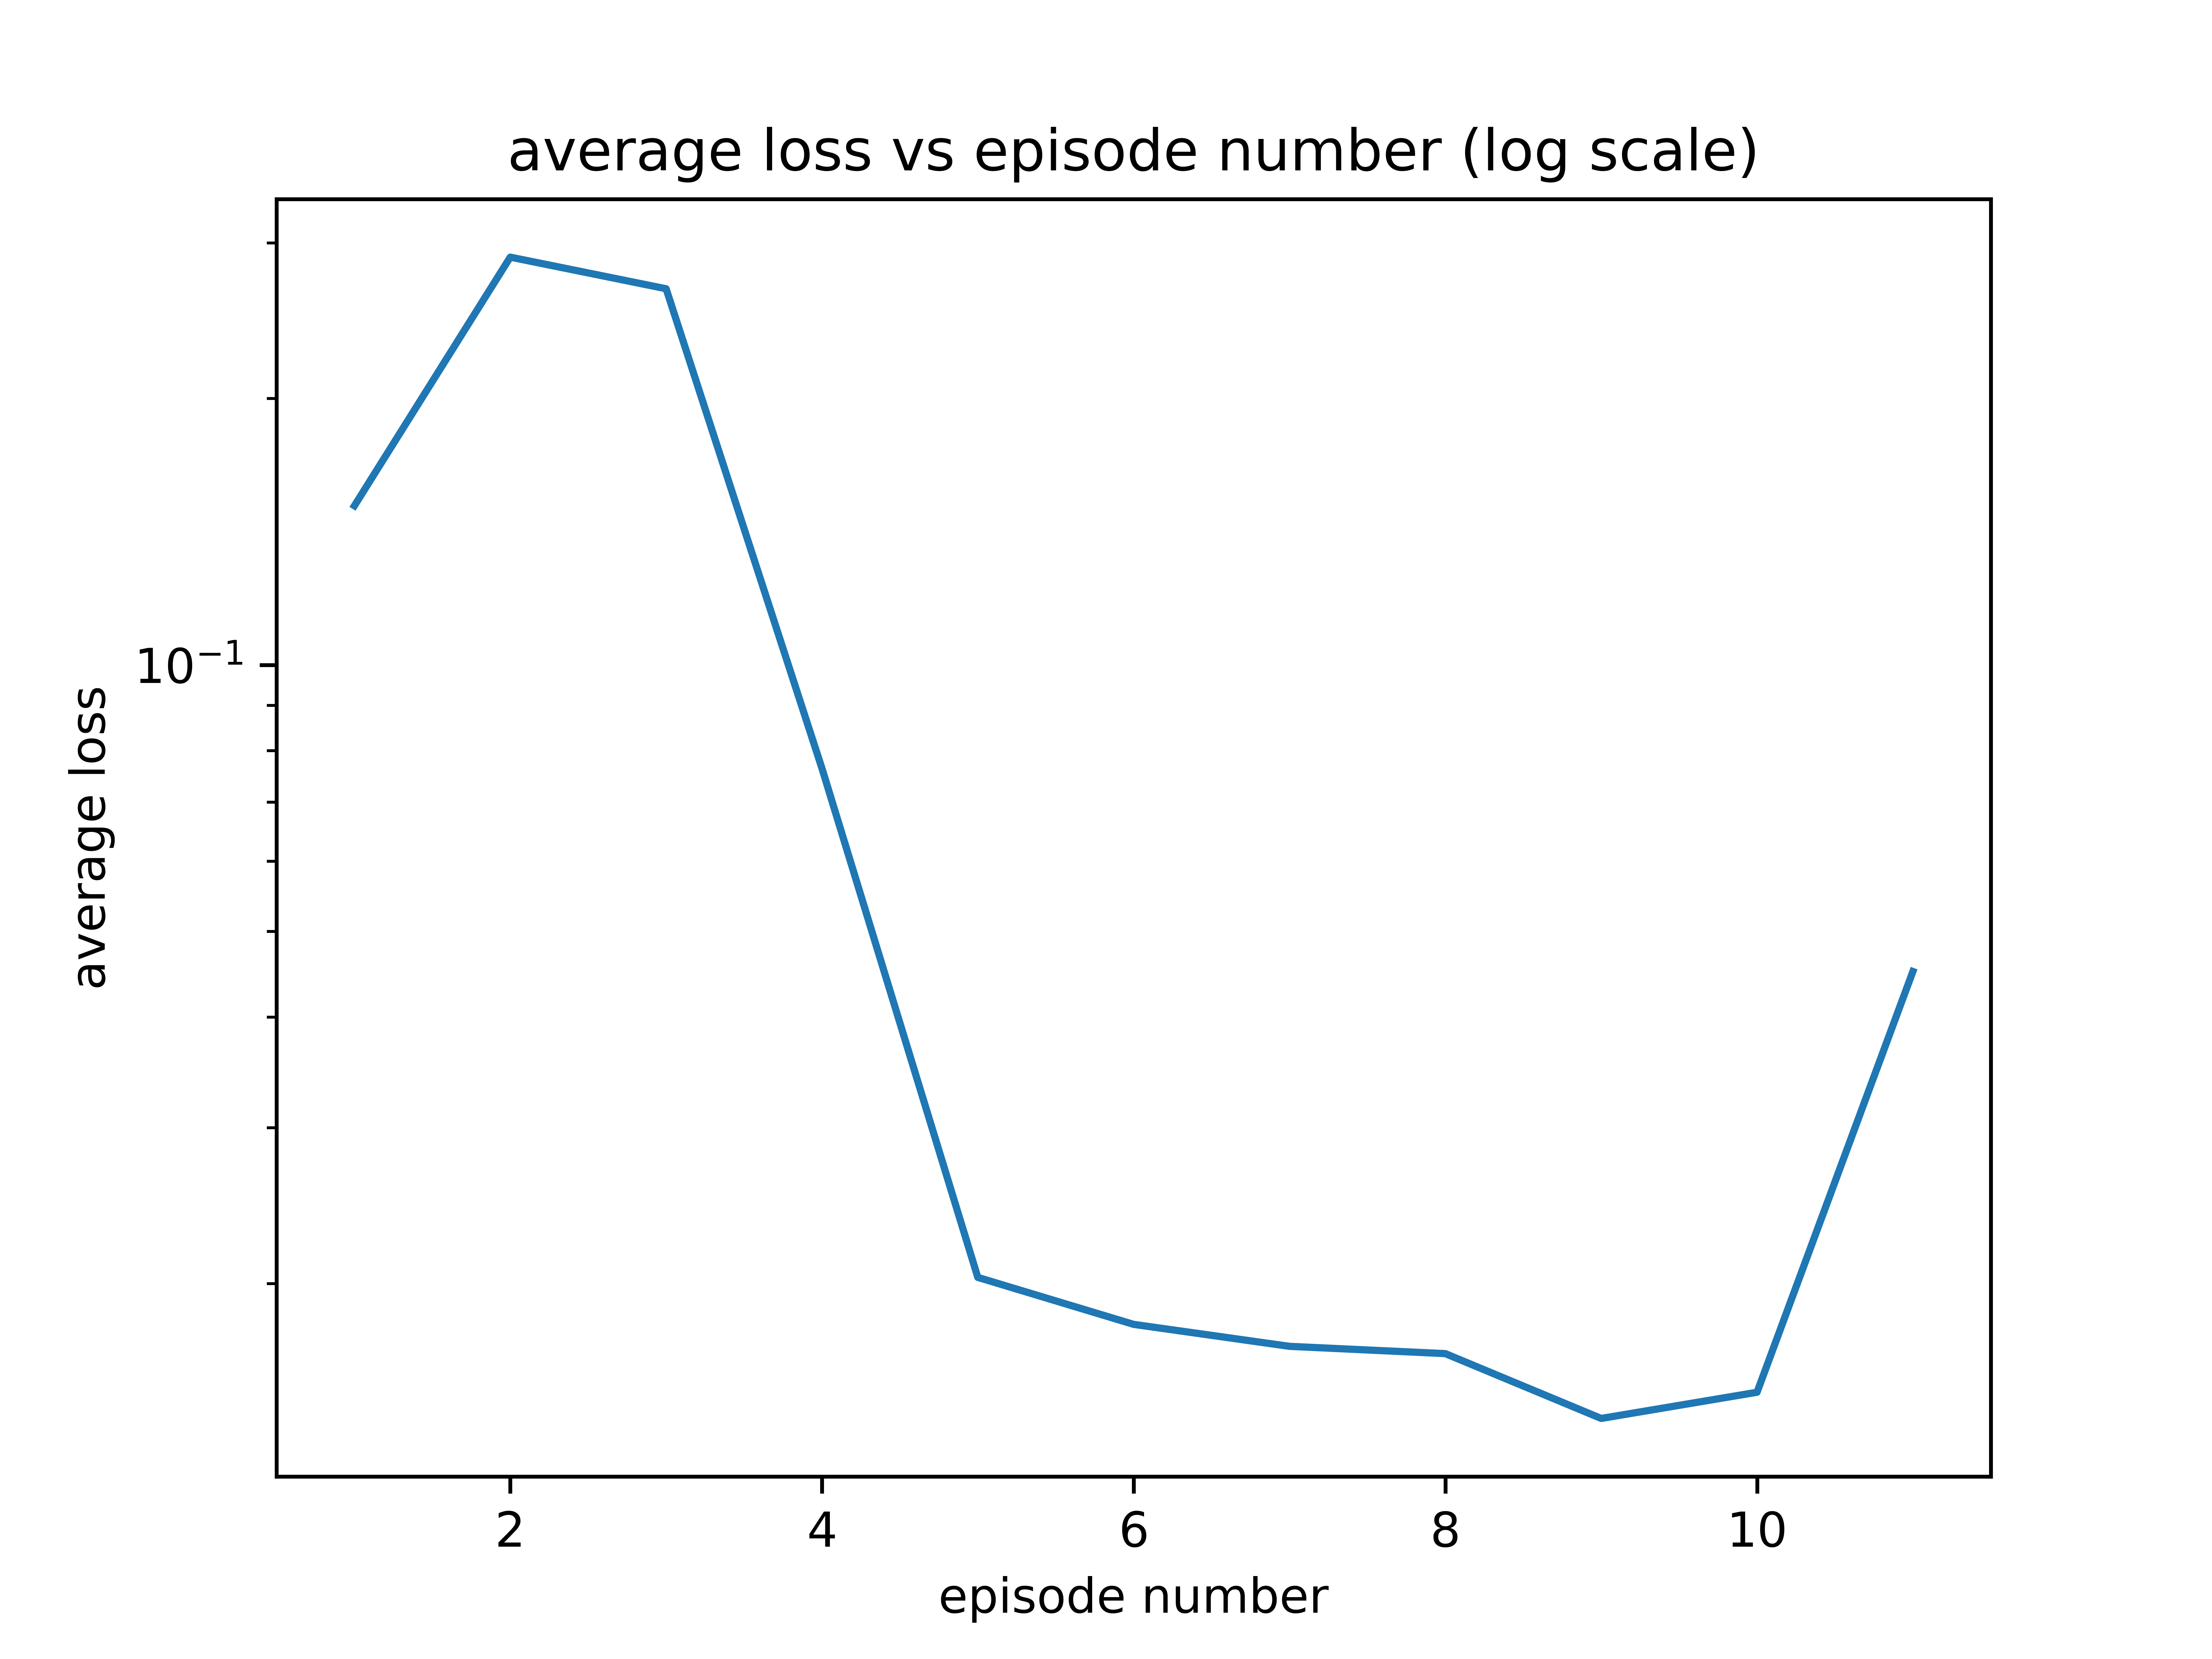 average loss vs episode number (log scale)
10⁻¹
average loss
2 4 6 8 10
episode number